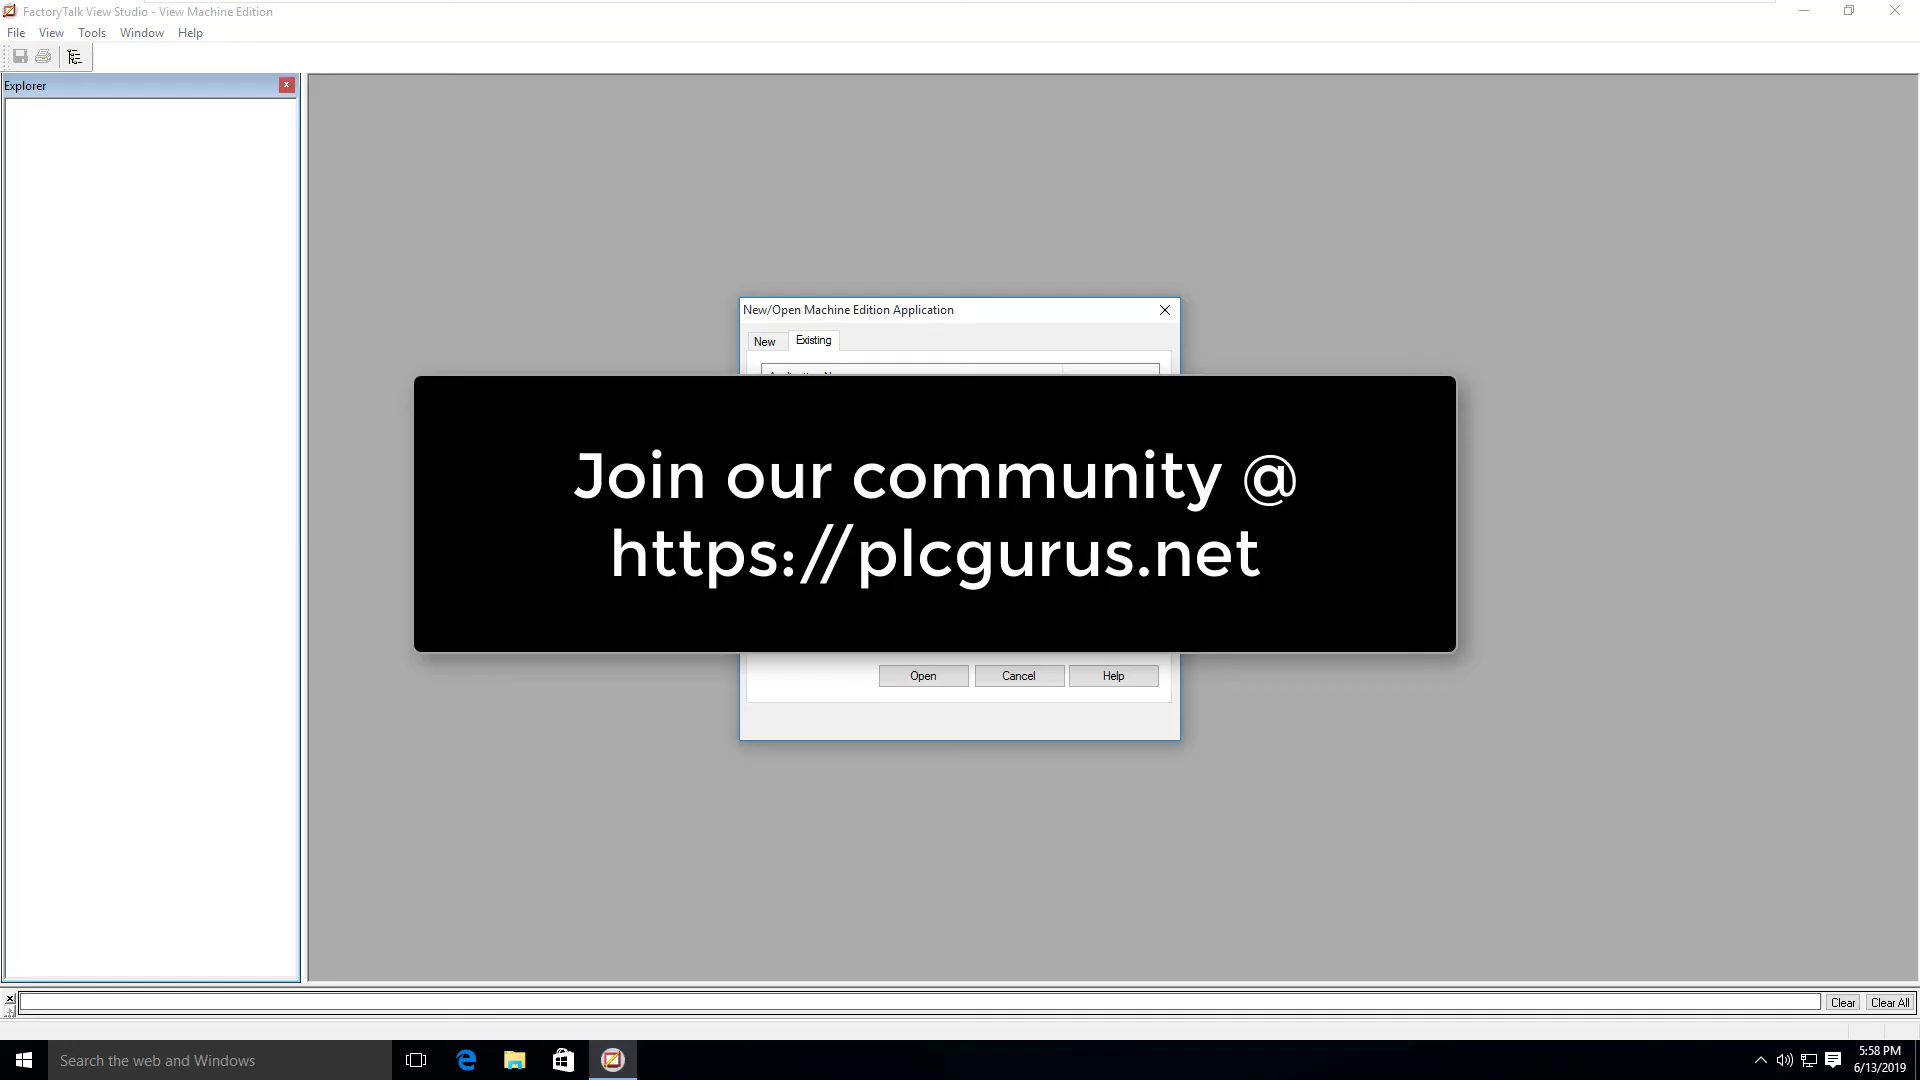 FactoryTalk View Studio - View Machine Edition
File View Tools Window Help
Explorer
New/Open Machine Edition Application
New Existing
Join our community @
https://plcgurus.net
Open Cancel Help
Clear Clear All
Search the web and Windows
5:58 PM
6/13/2019